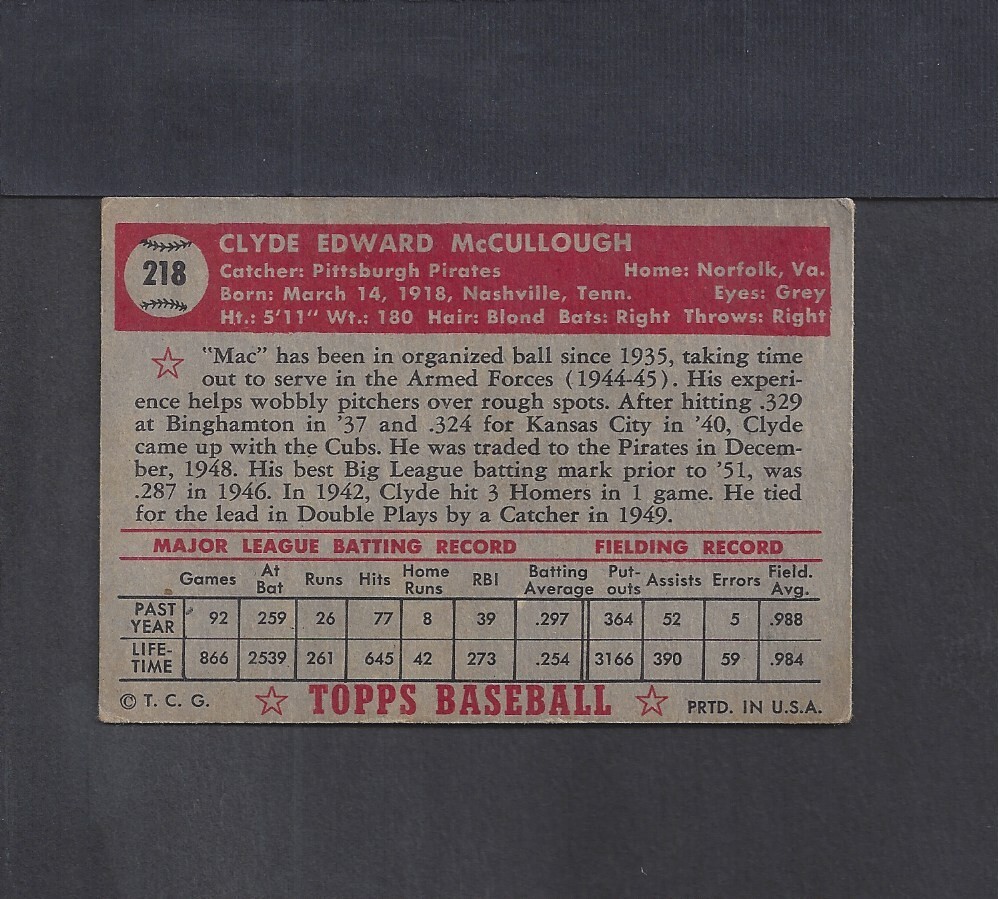 218
CLYDE EDWARD McCULLOUGH
Catcher: Pittsburgh Pirates Home: Norfolk, Va.
Born: March 14, 1918, Nashville, Tenn. Eyes: Grey
Ht.: 5'11" Wt.: 180 Hair: Blond Bats: Right Throws: Right
"Mac" has been in organized ball since 1935, taking time
out to serve in the Armed Forces (1944-45). His experi-
ence helps wobbly pitchers over rough spots. After hitting .329
at Binghamton in '37 and .324 for Kansas City in '40, Clyde
came up with the Cubs. He was traded to the Pirates in Decem-
ber, 1948. His best Big League batting mark prior to '51, was
.287 in 1946. In 1942, Clyde hit 3 Homers in 1 game. He tied
for the lead in Double Plays by a Catcher in 1949.
MAJOR LEAGUE BATTING RECORD FIELDING RECORD
Games At Bat Runs Hits Home Runs RBI Batting Average Put-outs Assists Errors Field. Avg.
PAST YEAR 92 259 26 77 8 39 .297 364 52 5 .988
LIFE-TIME 866 2539 261 645 42 273 .254 3166 390 59 .984
© T. C. G. TOPPS BASEBALL PRTD. IN U.S.A.